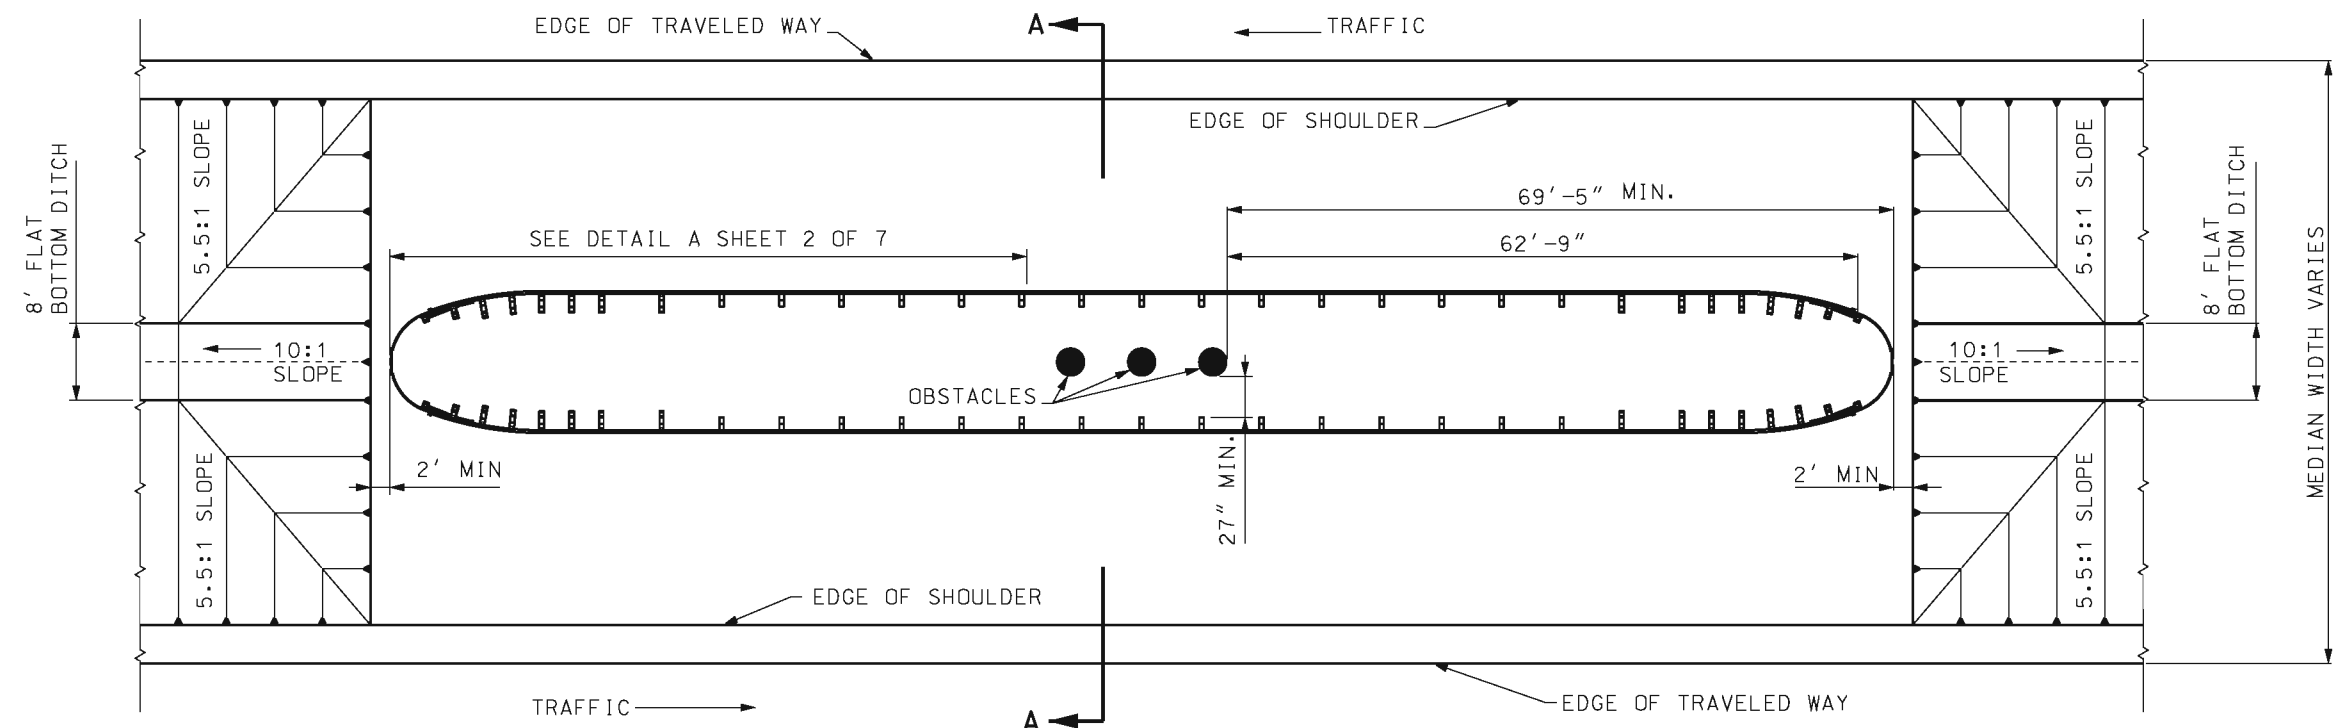 EDGE OF TRAVELED WAY
A
TRAFFIC
EDGE OF SHOULDER
5.5:1 SLOPE
5.5:1 SLOPE
8' FLAT
BOTTOM DITCH
8' FLAT
BOTTOM DITCH
69'-5" MIN.
SEE DETAIL A SHEET 2 OF 7
62'-9"
MEDIAN WIDTH VARIES
10:1
SLOPE
10:1
SLOPE
OBSTACLES
2' MIN
27" MIN.
2' MIN
5.5:1 SLOPE
5.5:1 SLOPE
EDGE OF SHOULDER
TRAFFIC
A
EDGE OF TRAVELED WAY